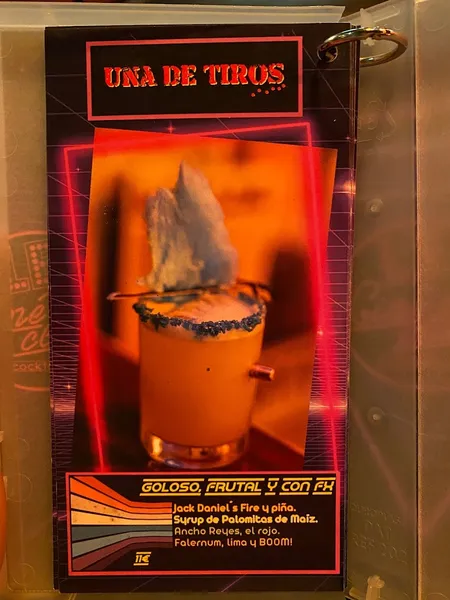 UNA DE TIROS
GOLOSO, FRUTAL Y CON FX
Jack Daniel's Fire y piña.
Syrup de Palomitas de Maíz.
Ancho Reyes, el rojo.
Falernum, lima y BOOM!
11€